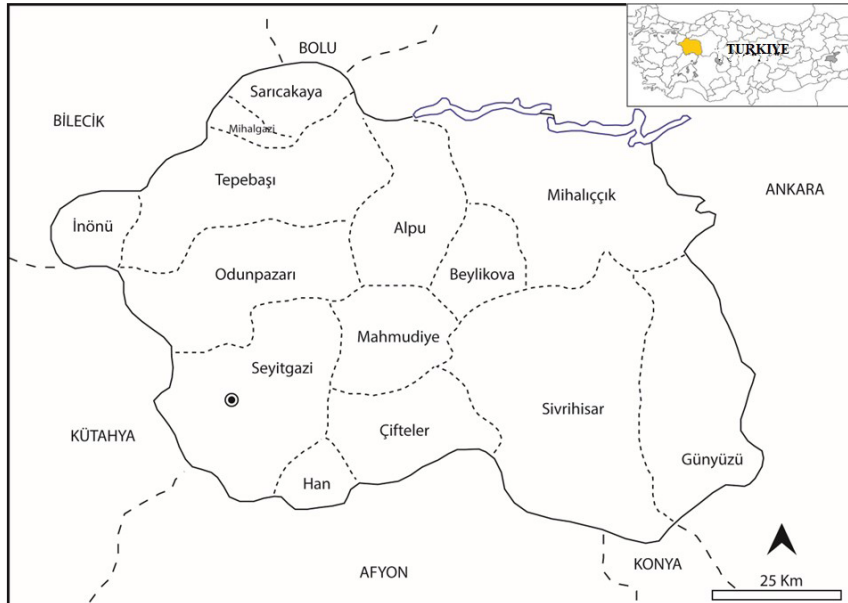 BOLU
TURKIYE
Sarıcakaya
BİLECİK
Mihalgazi
Tepebaşı
Mihalıççık
ANKARA
İnönü
Alpu
Odunpazarı
Beylikova
Mahmudiye
Seyitgazi
Sivrihisar
KÜTAHYA
Çifteler
Günyüzü
Han
AFYON
KONYA
25 Km